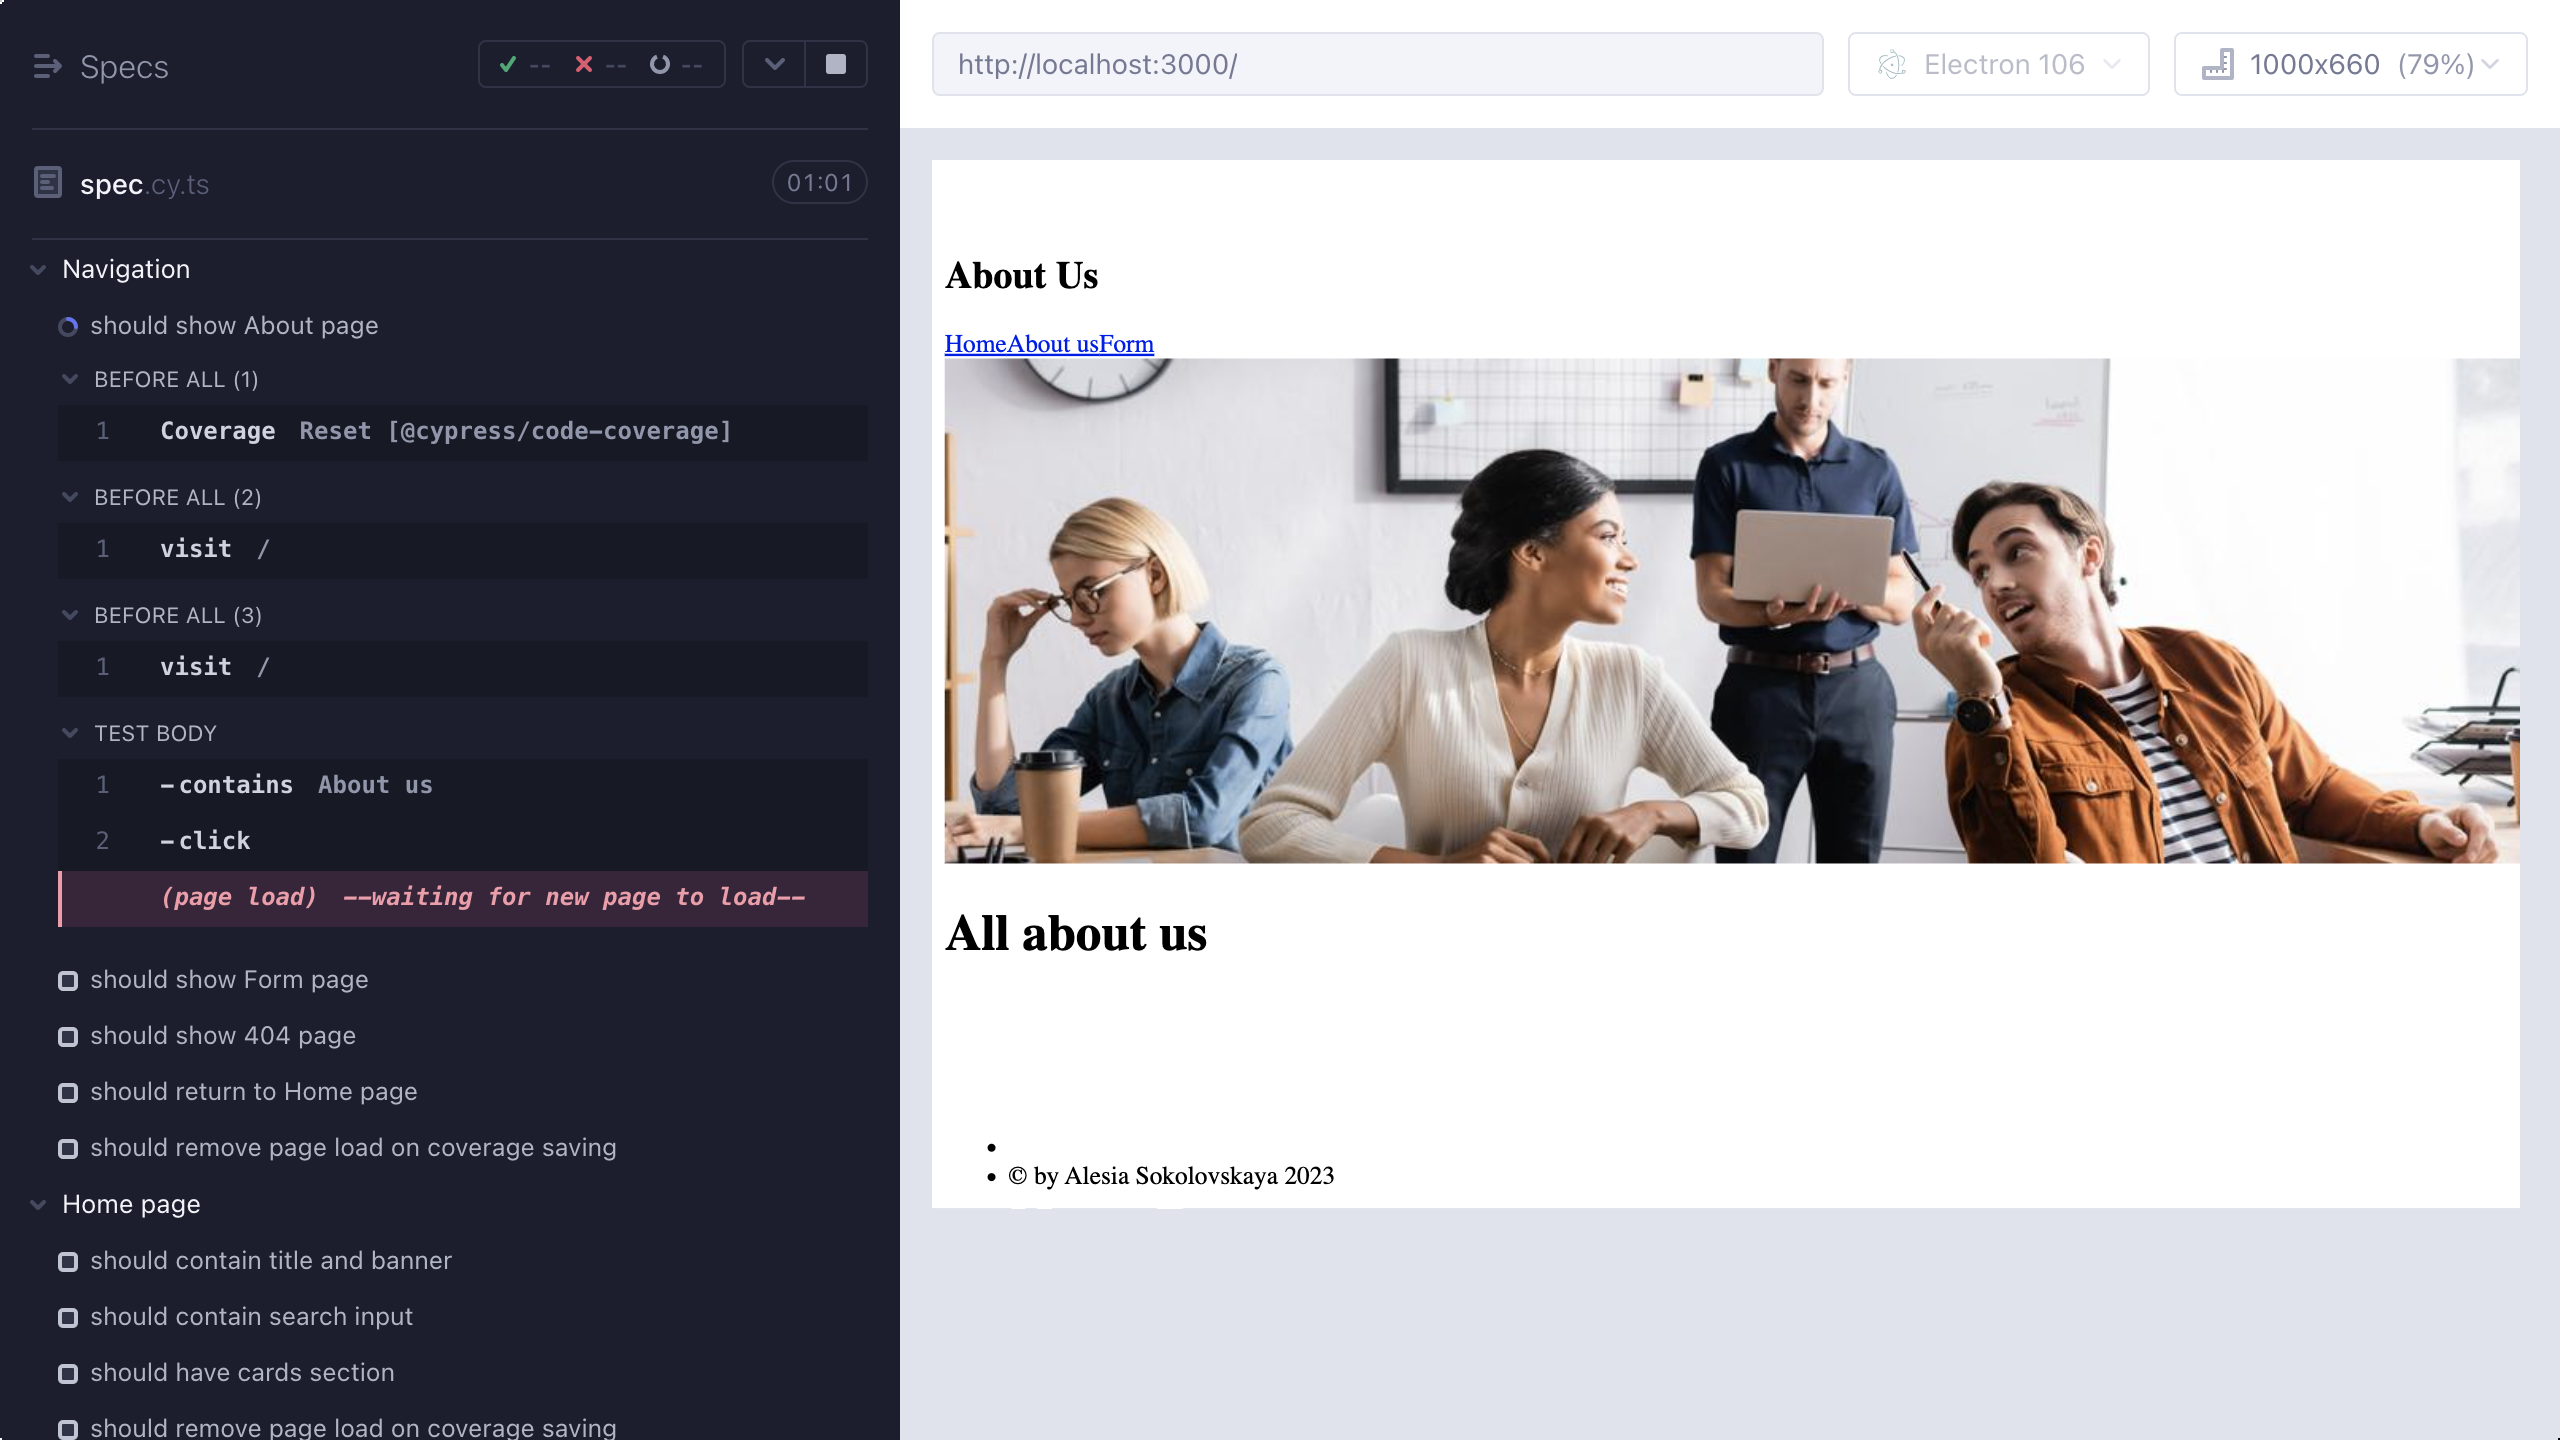 Specs
-- -- --
spec.cy.ts 01:01
Navigation
should show About page
BEFORE ALL (1)
1 Coverage Reset [@cypress/code-coverage]
BEFORE ALL (2)
1 visit /
BEFORE ALL (3)
1 visit /
TEST BODY
1 -contains About us
2 -click
(page load) --waiting for new page to load--
should show Form page
should show 404 page
should return to Home page
should remove page load on coverage saving
Home page
should contain title and banner
should contain search input
should have cards section
should remove page load on coverage saving
http://localhost:3000/
Electron 106
1000x660 (79%)
About Us
HomeAbout usForm
All about us
© by Alesia Sokolovskaya 2023